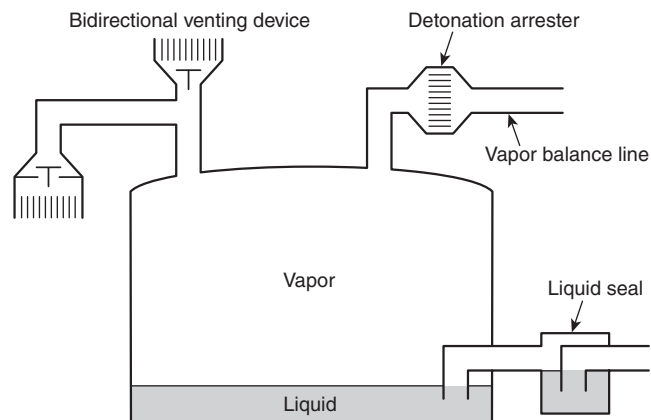 Bidirectional venting device
Detonation arrester
Vapor balance line
Vapor
Liquid seal
Liquid